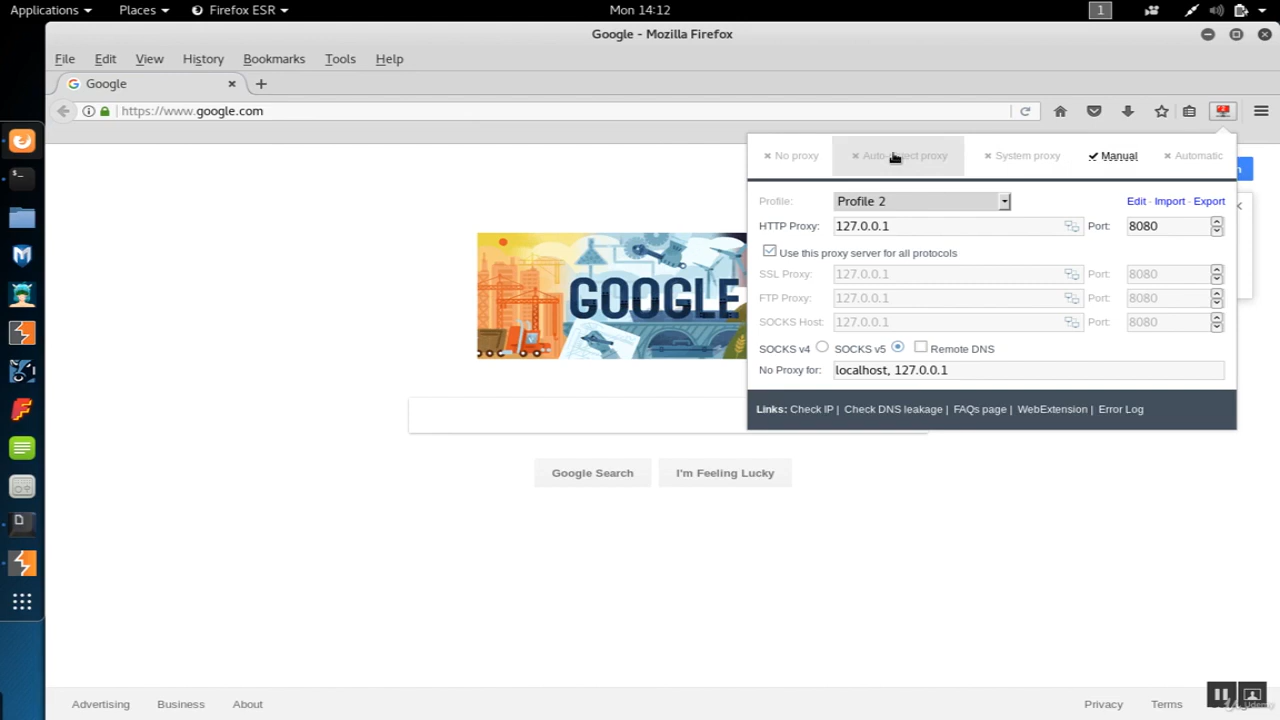 Applications Places Firefox ESR Mon 14:12 1
Google - Mozilla Firefox
File Edit View History Bookmarks Tools Help
Google
https://www.google.com
No proxy Auto-detect proxy System proxy Manual Automatic
Profile: Profile 2 Edit - Import - Export
HTTP Proxy: 127.0.0.1 Port: 8080
Use this proxy server for all protocols
SSL Proxy: 127.0.0.1 Port: 8080
FTP Proxy: 127.0.0.1 Port: 8080
SOCKS Host: 127.0.0.1 Port: 8080
SOCKS v4 SOCKS v5 Remote DNS
No Proxy for: localhost, 127.0.0.1
Links: Check IP | Check DNS leakage | FAQs page | WebExtension | Error Log
GOOGLE
Google Search I'm Feeling Lucky
Advertising Business About Privacy Terms
Udemy